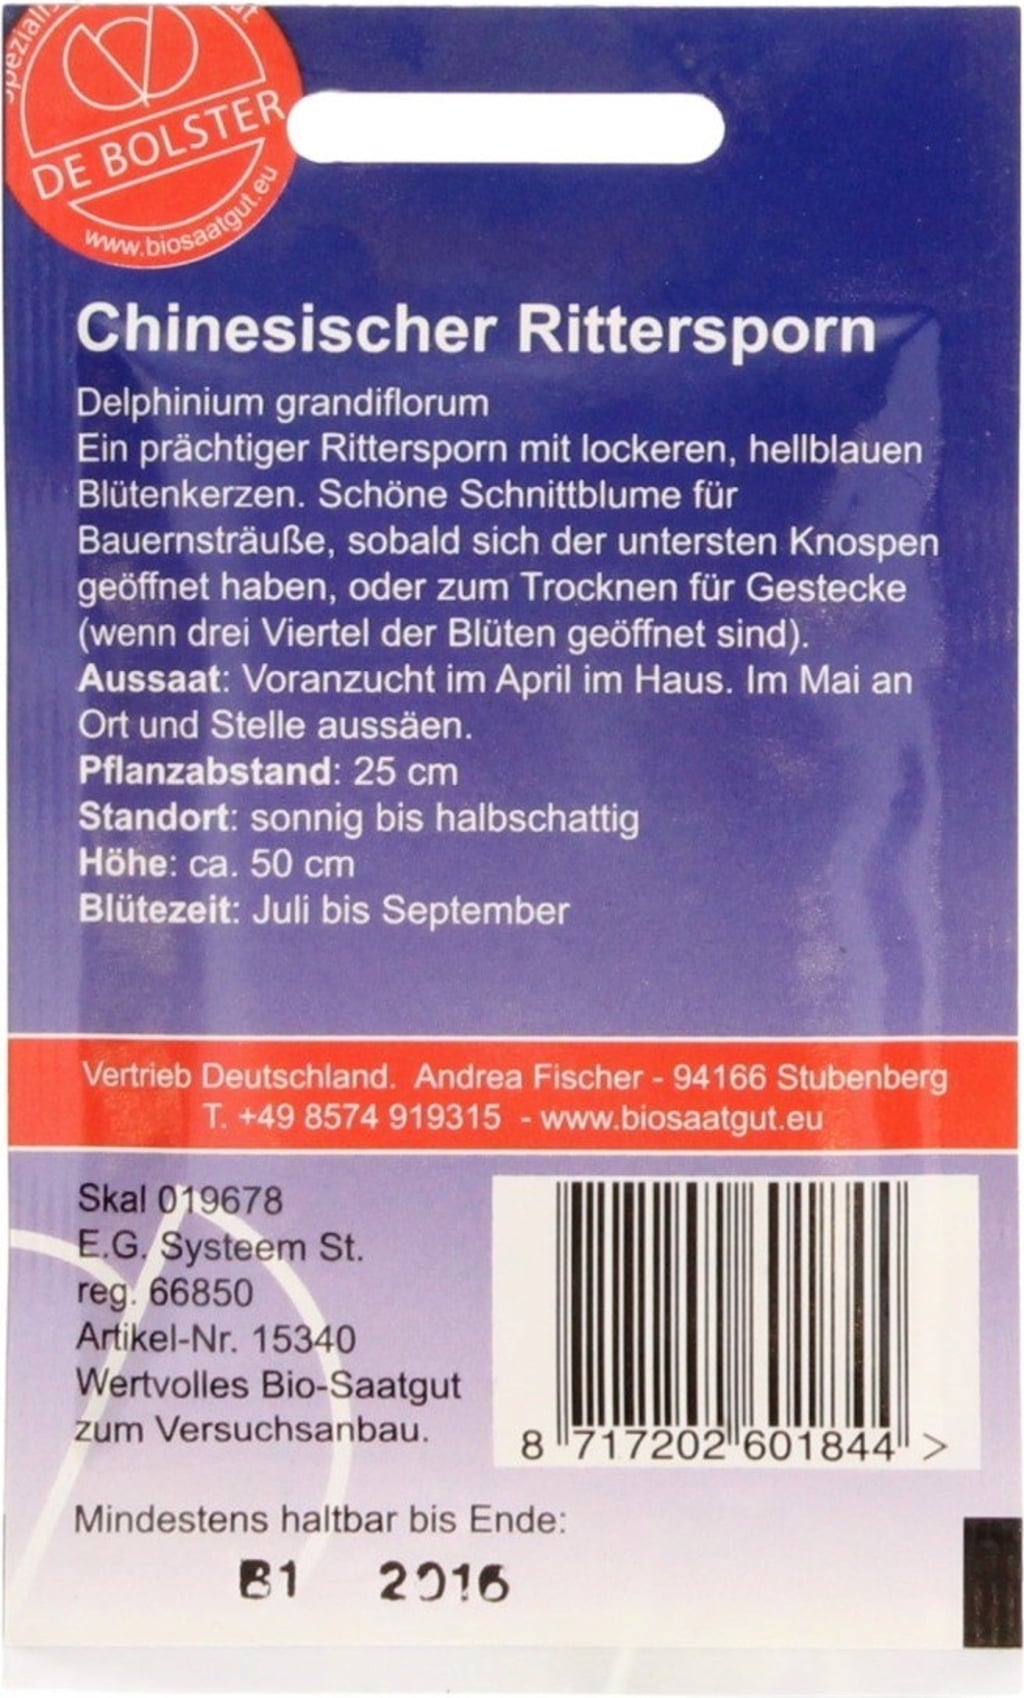 DE BOLSTER
www.biosaatgut.eu
Chinesischer Rittersporn
Delphinium grandiflorum
Ein prächtiger Rittersporn mit lockeren, hellblauen
Blütenkerzen. Schöne Schnittblume für
Bauernsträuße, sobald sich der untersten Knospen
geöffnet haben, oder zum Trocknen für Gestecke
(wenn drei Viertel der Blüten geöffnet sind).
Aussaat: Voranzucht im April im Haus. Im Mai an
Ort und Stelle aussäen.
Pflanzabstand: 25 cm
Standort: sonnig bis halbschattig
Höhe: ca. 50 cm
Blütezeit: Juli bis September
Vertrieb Deutschland. Andrea Fischer - 94166 Stubenberg
T. +49 8574 919315 - www.biosaatgut.eu
Skal 019678
E.G. Systeem St.
reg. 66850
Artikel-Nr. 15340
Wertvolles Bio-Saatgut
zum Versuchsanbau.
8 717202 601844 >
Mindestens haltbar bis Ende:
B1 2016